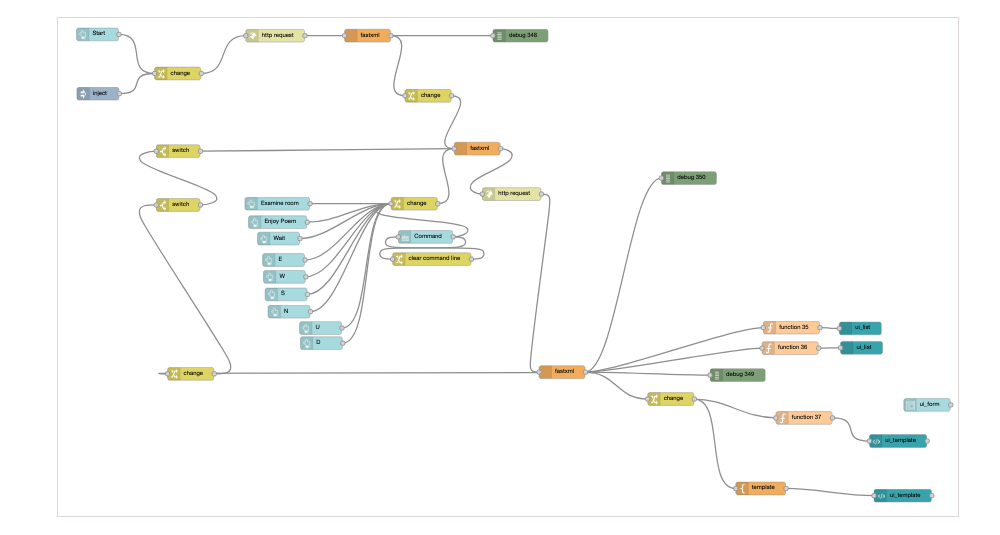 Start
http request
fastxml
debug 348
change
inject
change
switch
fastxml
debug 350
switch
http request
Examine room
change
Enjoy Poem
Wait
Command
E
clear command line
W
S
N
U
function 35
ui_list
D
function 36
ui_list
change
fastxml
debug 349
change
ui_form
function 37
ui_template
template
ui_template